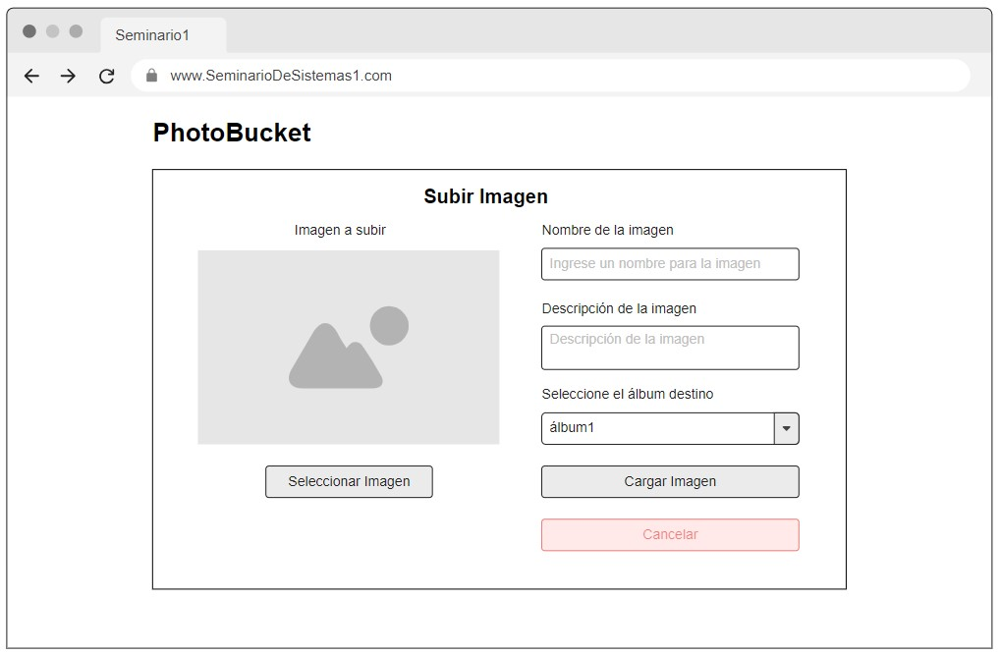 Seminario1
www.SeminarioDeSistemas1.com
PhotoBucket
Subir Imagen
Imagen a subir
Seleccionar Imagen
Nombre de la imagen
Ingrese un nombre para la imagen
Descripción de la imagen
Descripción de la imagen
Seleccione el álbum destino
álbum1
Cargar Imagen
Cancelar